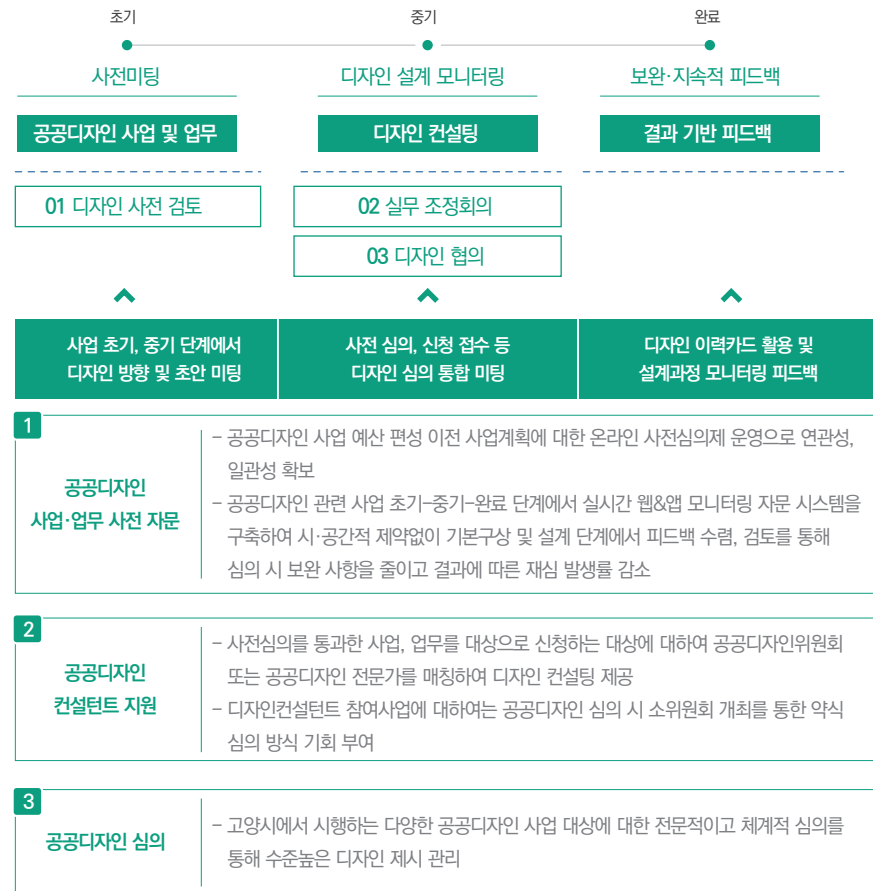 초기
중기
완료
사전미팅
디자인 설계 모니터링
보완·지속적 피드백
공공디자인 사업 및 업무
디자인 컨설팅
결과 기반 피드백
01 디자인 사전 검토
02 실무 조정회의
03 디자인 협의
사업 초기, 중기 단계에서
디자인 방향 및 초안 미팅
사전 심의, 신청 접수 등
디자인 심의 통합 미팅
디자인 이력카드 활용 및
설계과정 모니터링 피드백
1
공공디자인
사업·업무 사전 자문
– 공공디자인 사업 예산 편성 이전 사업계획에 대한 온라인 사전심의제 운영으로 연관성,
일관성 확보
– 공공디자인 관련 사업 초기–중기–완료 단계에서 실시간 웹&앱 모니터링 자문 시스템을
구축하여 시·공간적 제약없이 기본구상 및 설계 단계에서 피드백 수렴, 검토를 통해
심의 시 보완 사항을 줄이고 결과에 따른 재심 발생률 감소
2
공공디자인
컨설턴트 지원
– 사전심의를 통과한 사업, 업무를 대상으로 신청하는 대상에 대하여 공공디자인위원회
또는 공공디자인 전문가를 매칭하여 디자인 컨설팅 제공
– 디자인컨설턴트 참여사업에 대하여는 공공디자인 심의 시 소위원회 개최를 통한 약식
심의 방식 기회 부여
3
공공디자인 심의
– 고양시에서 시행하는 다양한 공공디자인 사업 대상에 대한 전문적이고 체계적 심의를
통해 수준높은 디자인 제시 관리